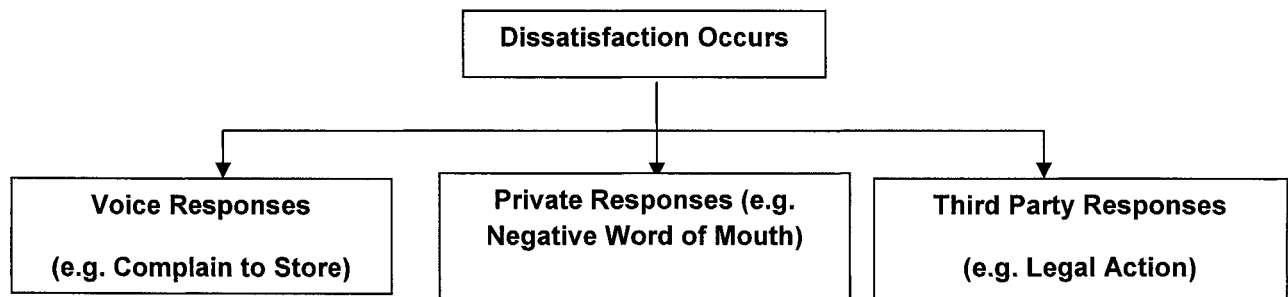 Dissatisfaction Occurs
Voice Responses
(e.g. Complain to Store)
Private Responses (e.g.
Negative Word of Mouth)
Third Party Responses
(e.g. Legal Action)